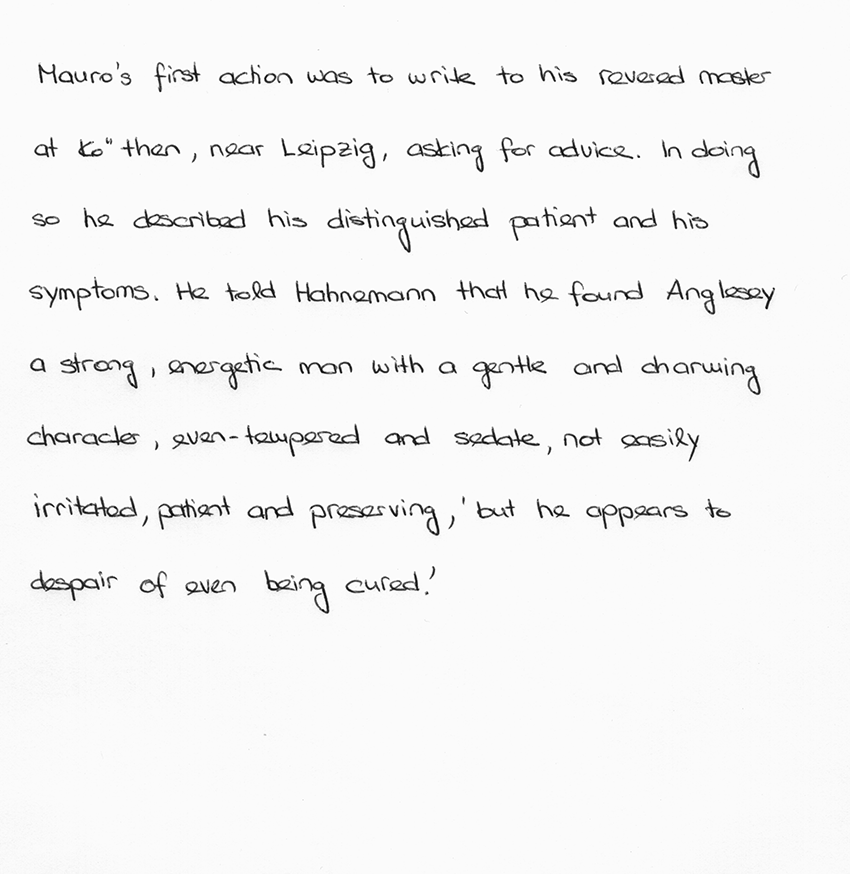 Mauro's first action was to write to his revered master
at Ko" then, near Leipzig, asking for advice. In doing
so he described his distinguished patient and his
symptoms. He told Hahnemann that he found Anglesey
a strong, energetic man with a gentle and charming
character, even-tempered and sedate, not easily
irritated, patient and preserving,' but he appears to
despair of even being cured.'